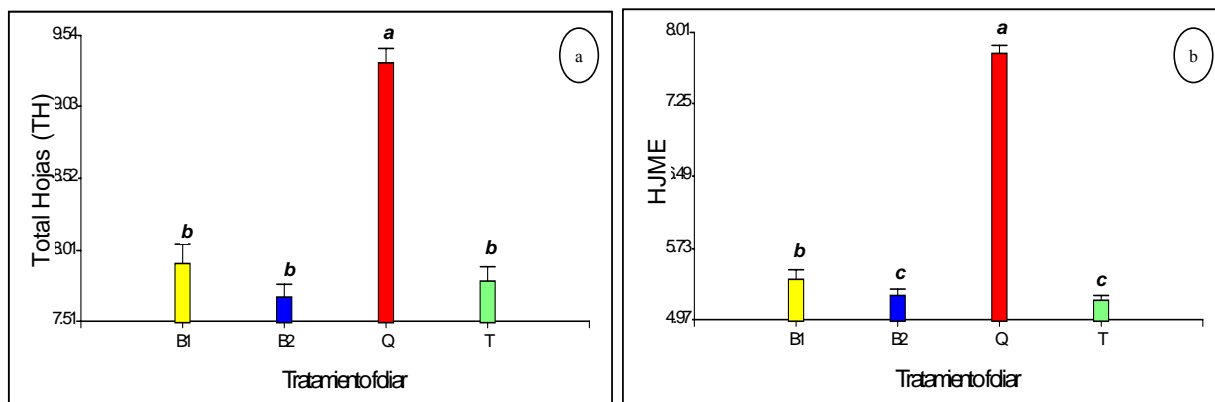 a
Total Hojas (TH)
9.54
9.03
8.52
8.01
7.51
b
b
a
b
B1
B2
Q
T
Tratamiento foliar
b
HJME
8.01
7.25
6.49
5.73
4.97
b
c
a
c
B1
B2
Q
T
Tratamiento foliar